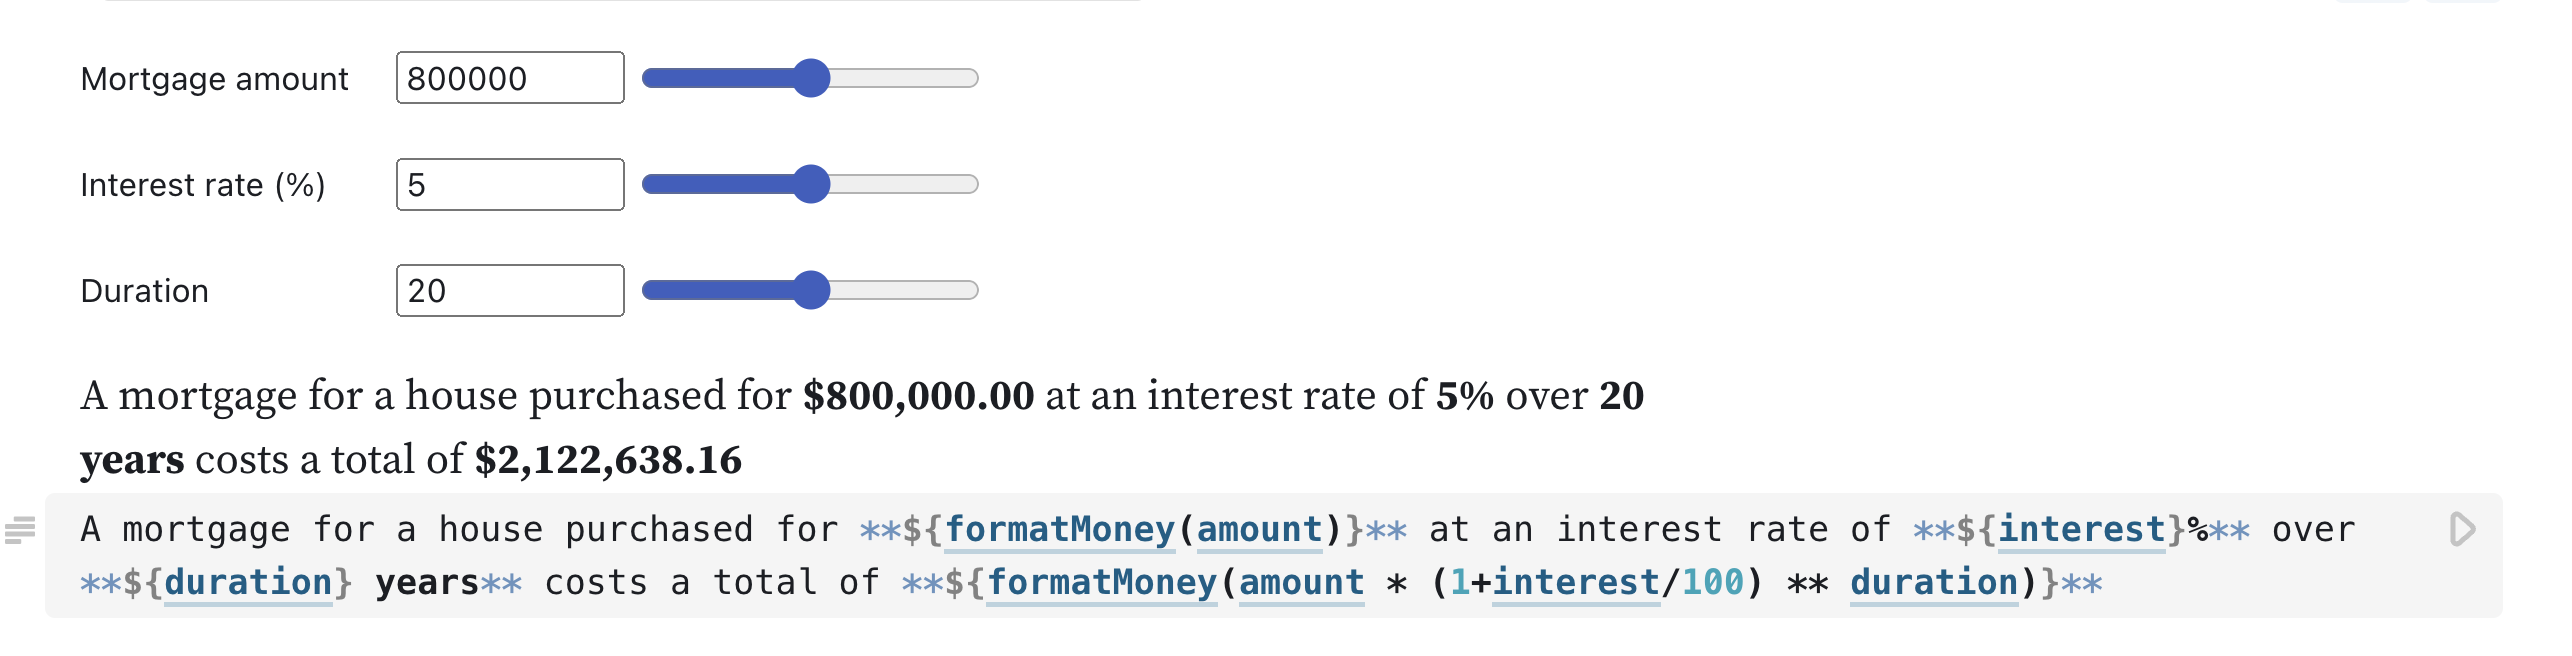 Mortgage amount 800000
Interest rate (%) 5
Duration 20
A mortgage for a house purchased for $800,000.00 at an interest rate of 5% over 20
years costs a total of $2,122,638.16
A mortgage for a house purchased for **${formatMoney(amount)}** at an interest rate of **${interest}%** over
**${duration} years** costs a total of **${formatMoney(amount * (1+interest/100) ** duration)}**